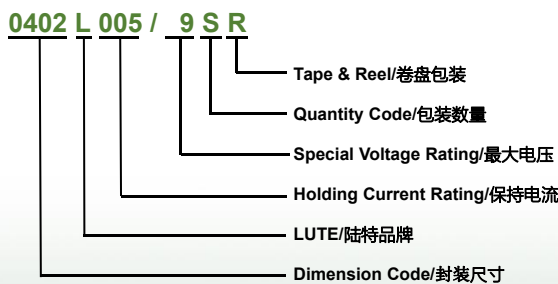 0402 L 005 / 9 S R
Tape & Reel/卷盘包装
Quantity Code/包装数量
Special Voltage Rating/最大电压
Holding Current Rating/保持电流
LUTE/陆特品牌
Dimension Code/封装尺寸